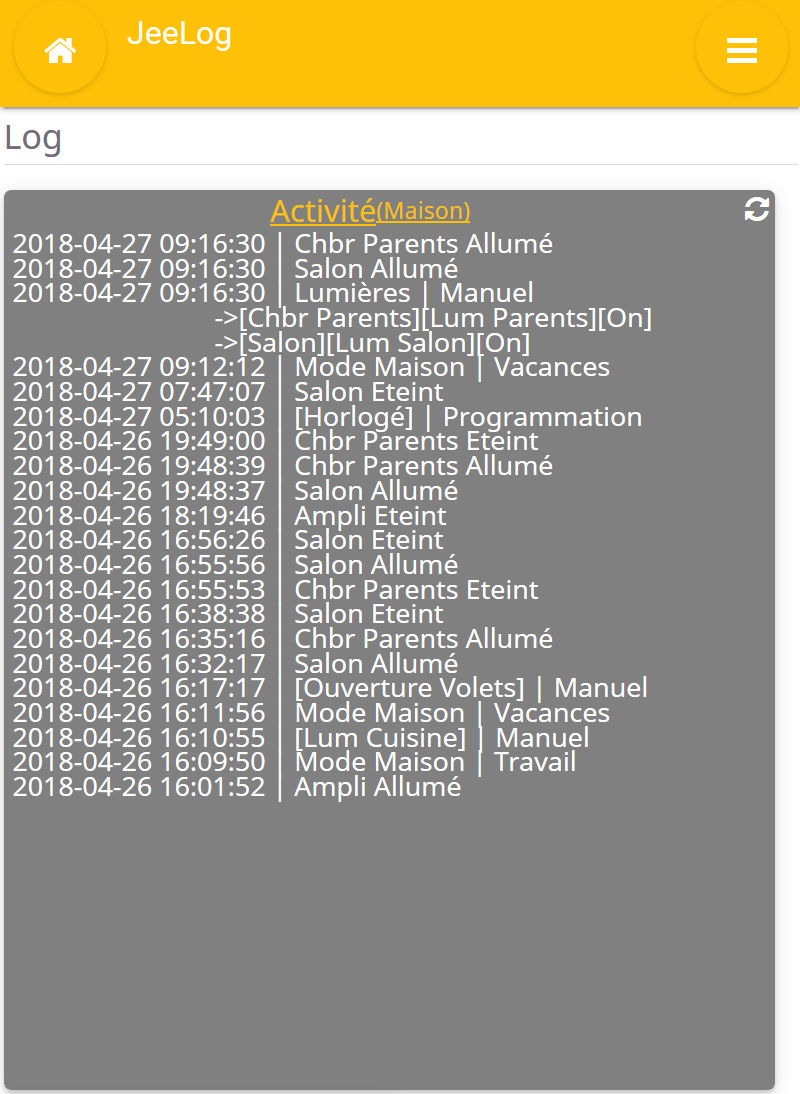 JeeLog
Log
Activité(Maison)
2018-04-27 09:16:30 | Chbr Parents Allumé
2018-04-27 09:16:30 | Salon Allumé
2018-04-27 09:16:30 | Lumières | Manuel
->[Chbr Parents][Lum Parents][On]
->[Salon][Lum Salon][On]
2018-04-27 09:12:12 | Mode Maison | Vacances
2018-04-27 07:47:07 | Salon Eteint
2018-04-27 05:10:03 | [Horlogé] | Programmation
2018-04-26 19:49:00 | Chbr Parents Eteint
2018-04-26 19:48:39 | Chbr Parents Allumé
2018-04-26 19:48:37 | Salon Allumé
2018-04-26 18:19:46 | Ampli Eteint
2018-04-26 16:56:26 | Salon Eteint
2018-04-26 16:55:56 | Salon Allumé
2018-04-26 16:55:53 | Chbr Parents Eteint
2018-04-26 16:38:38 | Salon Eteint
2018-04-26 16:35:16 | Chbr Parents Allumé
2018-04-26 16:32:17 | Salon Allumé
2018-04-26 16:17:17 | [Ouverture Volets] | Manuel
2018-04-26 16:11:56 | Mode Maison | Vacances
2018-04-26 16:10:55 | [Lum Cuisine] | Manuel
2018-04-26 16:09:50 | Mode Maison | Travail
2018-04-26 16:01:52 | Ampli Allumé